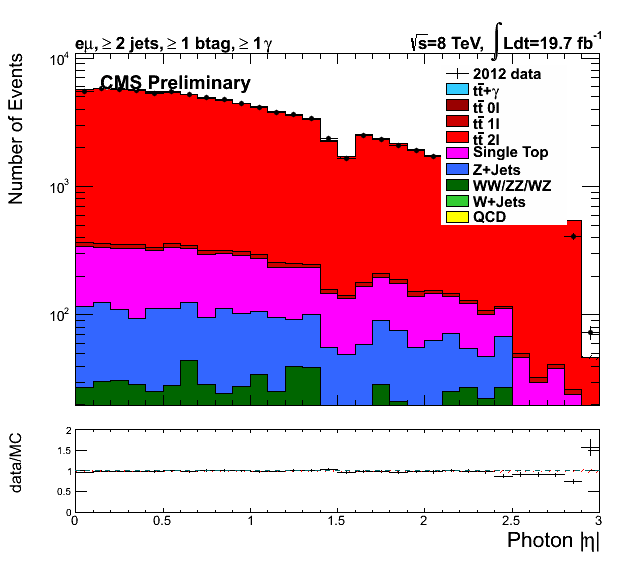 eμ, ≥ 2 jets, ≥ 1 btag, ≥ 1γ
√s=8 TeV, ∫Ldt=19.7 fb⁻¹
10⁴
CMS Preliminary
2012 data
tt̄+γ
tt̄ 0l
tt̄ 1l
tt̄ 2l
Single Top
Z+Jets
WW/ZZ/WZ
W+Jets
QCD
Number of Events
10³
10²
data/MC
2
1.5
1
0.5
0
0 0.5 1 1.5 2 2.5 3
Photon |η|